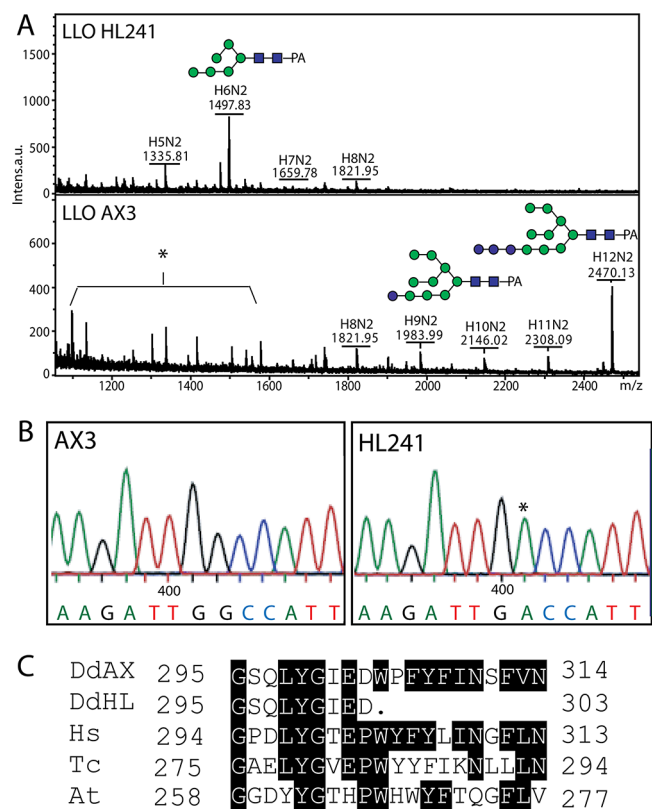 A
LLO HL241
Intens.a.u.
1500
1000
500
0
PA
H6N2
1497.83
H5N2
1335.81
H7N2
1659.78
H8N2
1821.95
LLO AX3
600
400
200
0
*
PA
PA
H12N2
2470.13
H8N2
1821.95
H9N2
1983.99
H10N2
2146.02
H11N2
2308.09
1200 1400 1600 1800 2000 2200 2400 m/z
B
AX3
400
A A G A T T G G C C A T T
HL241
*
400
A A G A T T G A C C A T T
C
DdAX 295 GSQLYGIEDWPFYFINSFVN 314
DdHL 295 GSQLYGIED. 303
Hs 294 GPDLYGTEPWYFYLINGFLN 313
Tc 275 GAELYGVEPWYYFIKNLLLN 294
At 258 GGDYYGTHPWHWYFTQGFLV 277